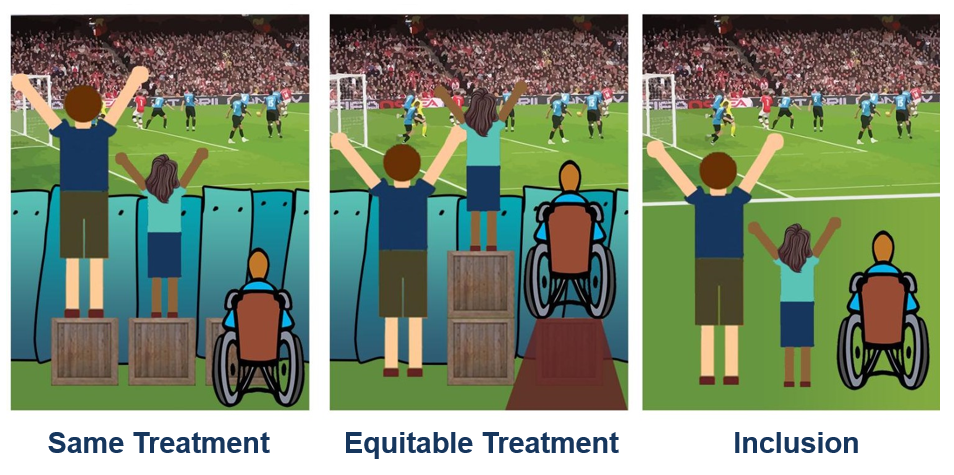 Same Treatment
Equitable Treatment
Inclusion